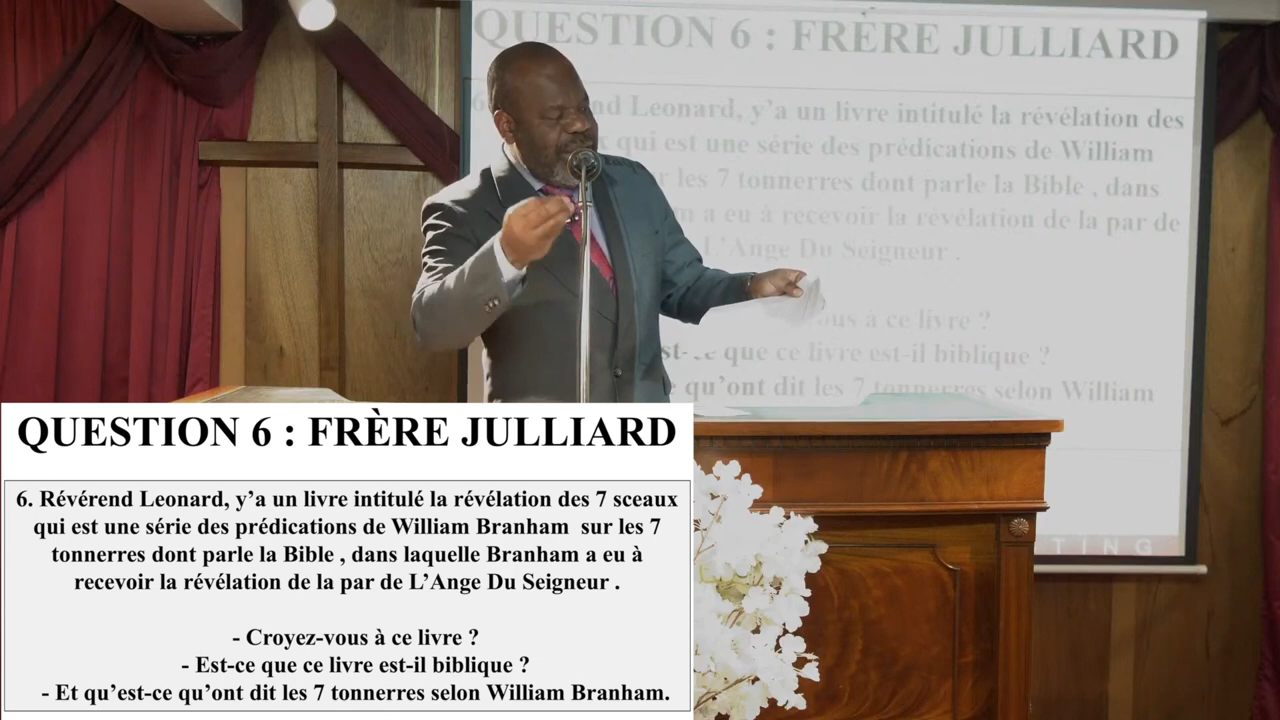 QUESTION 6 : FRÈRE JULLIARD
nd Leonard, y’a un livre intitulé la révélation des
x qui est une série des prédications de William
r les 7 tonnerres dont parle la Bible , dans
m a eu à recevoir la révélation de la par de
L’Ange Du Seigneur .
ous à ce livre ?
st-ce que ce livre est-il biblique ?
e qu’ont dit les 7 tonnerres selon William
TING
QUESTION 6 : FRÈRE JULLIARD
6. Révérend Leonard, y’a un livre intitulé la révélation des 7 sceaux
qui est une série des prédications de William Branham sur les 7
tonnerres dont parle la Bible , dans laquelle Branham a eu à
recevoir la révélation de la par de L’Ange Du Seigneur .
- Croyez-vous à ce livre ?
- Est-ce que ce livre est-il biblique ?
- Et qu’est-ce qu’ont dit les 7 tonnerres selon William Branham.